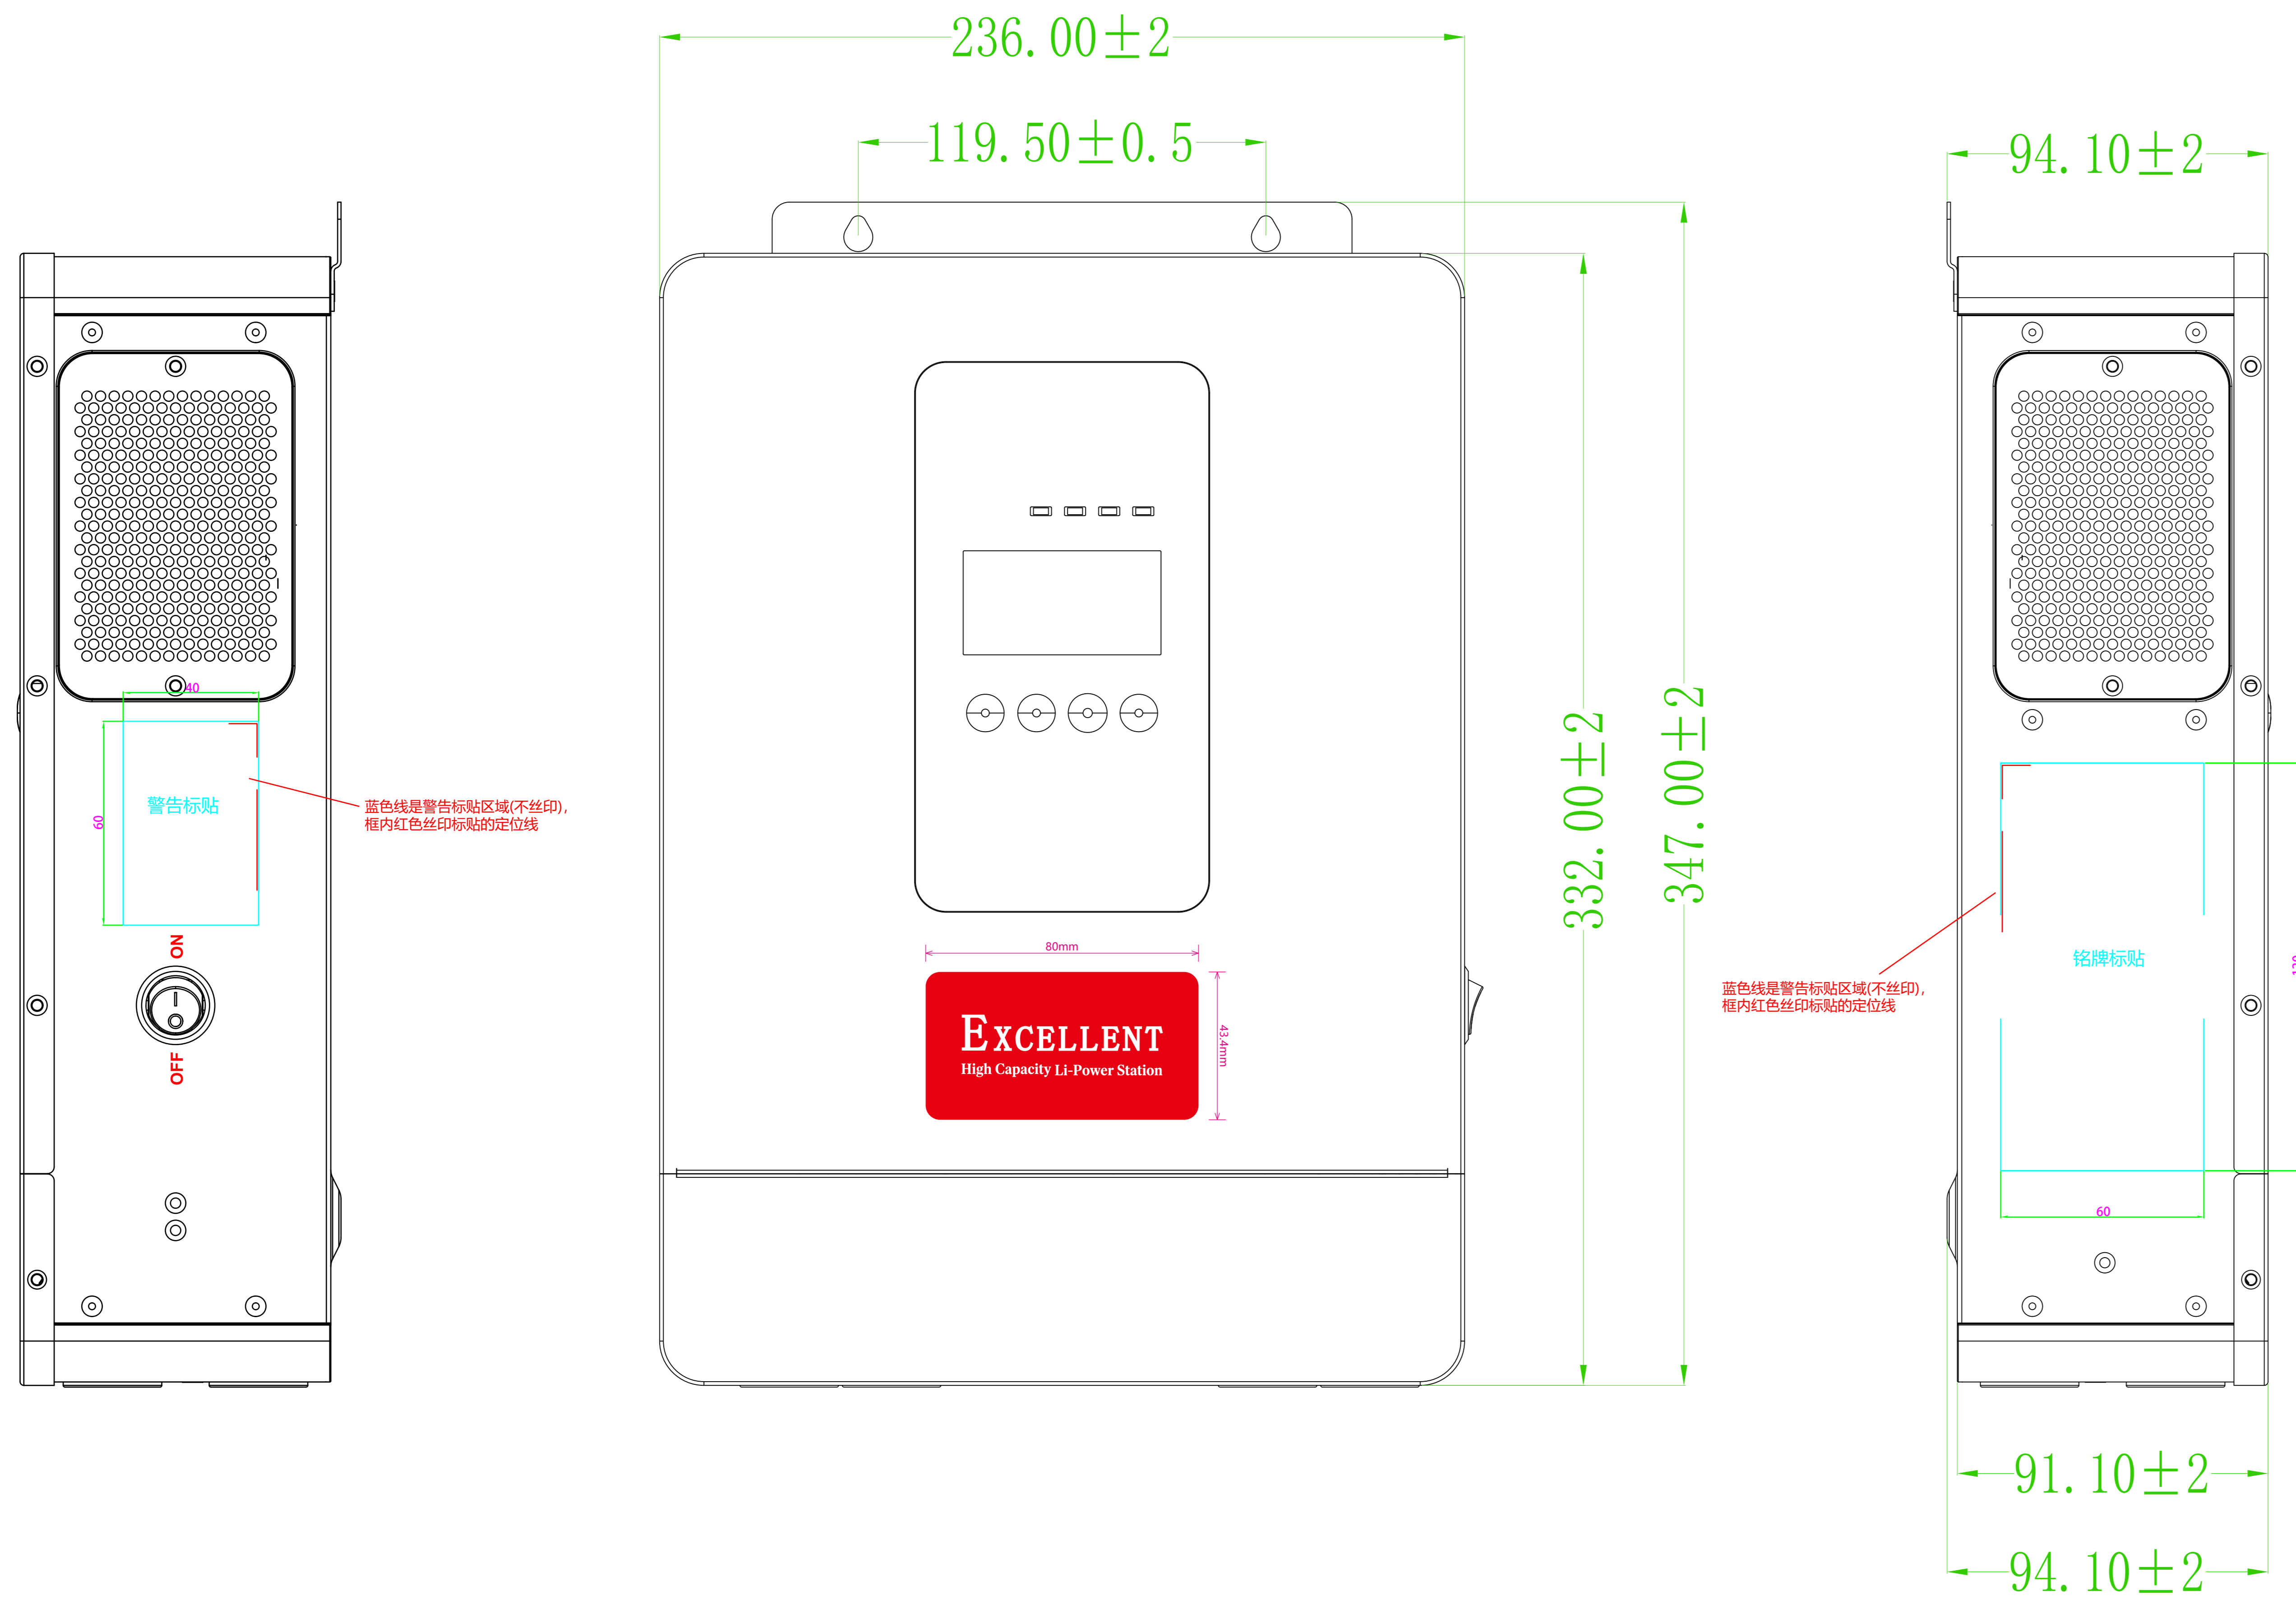 236.00±2
119.50±0.5
94.10±2
40
60
警告标贴
蓝色线是警告标贴区域(不丝印),
框内红色丝印标贴的定位线
ON
OFF
332.00±2
347.00±2
80mm
43.4mm
EXCELLENT
High Capacity Li-Power Station
铭牌标贴
蓝色线是警告标贴区域(不丝印),
框内红色丝印标贴的定位线
60
91.10±2
94.10±2